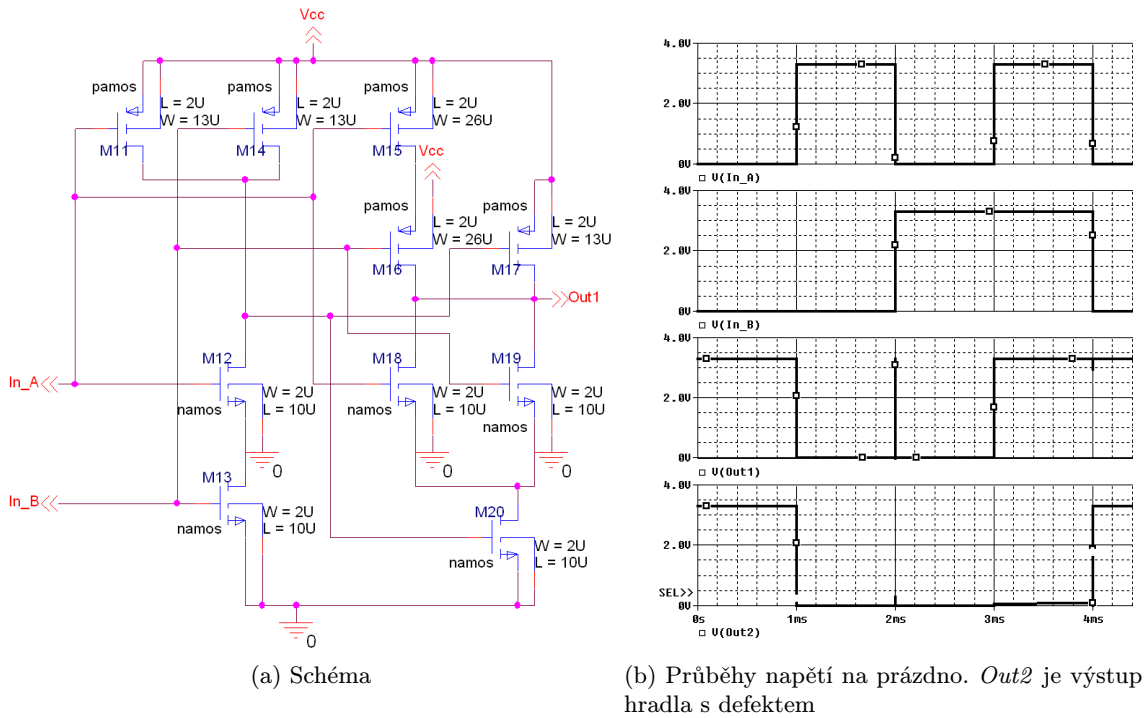 Vcc
pamos
L = 2U
W = 13U
M11
pamos
L = 2U
W = 13U
M14
pamos
L = 2U
W = 26U
M15
Vcc
pamos
L = 2U
W = 26U
M16
pamos
L = 2U
W = 13U
M17
Out1
M12
W = 2U
L = 10U
namos
0
M18
W = 2U
L = 10U
namos
0
M19
W = 2U
L = 10U
namos
0
In_A
In_B
M13
W = 2U
L = 10U
namos
M20
W = 2U
L = 10U
namos
0
(a) Schéma
4.0V
2.0V
0V
V(In_A)
4.0V
2.0V
0V
V(In_B)
4.0V
2.0V
0V
V(Out1)
4.0V
2.0V
SEL>>
0V
0s
1ms
2ms
3ms
4ms
V(Out2)
(b) Průběhy napětí na prázdno. Out2 je výstup
hradla s defektem